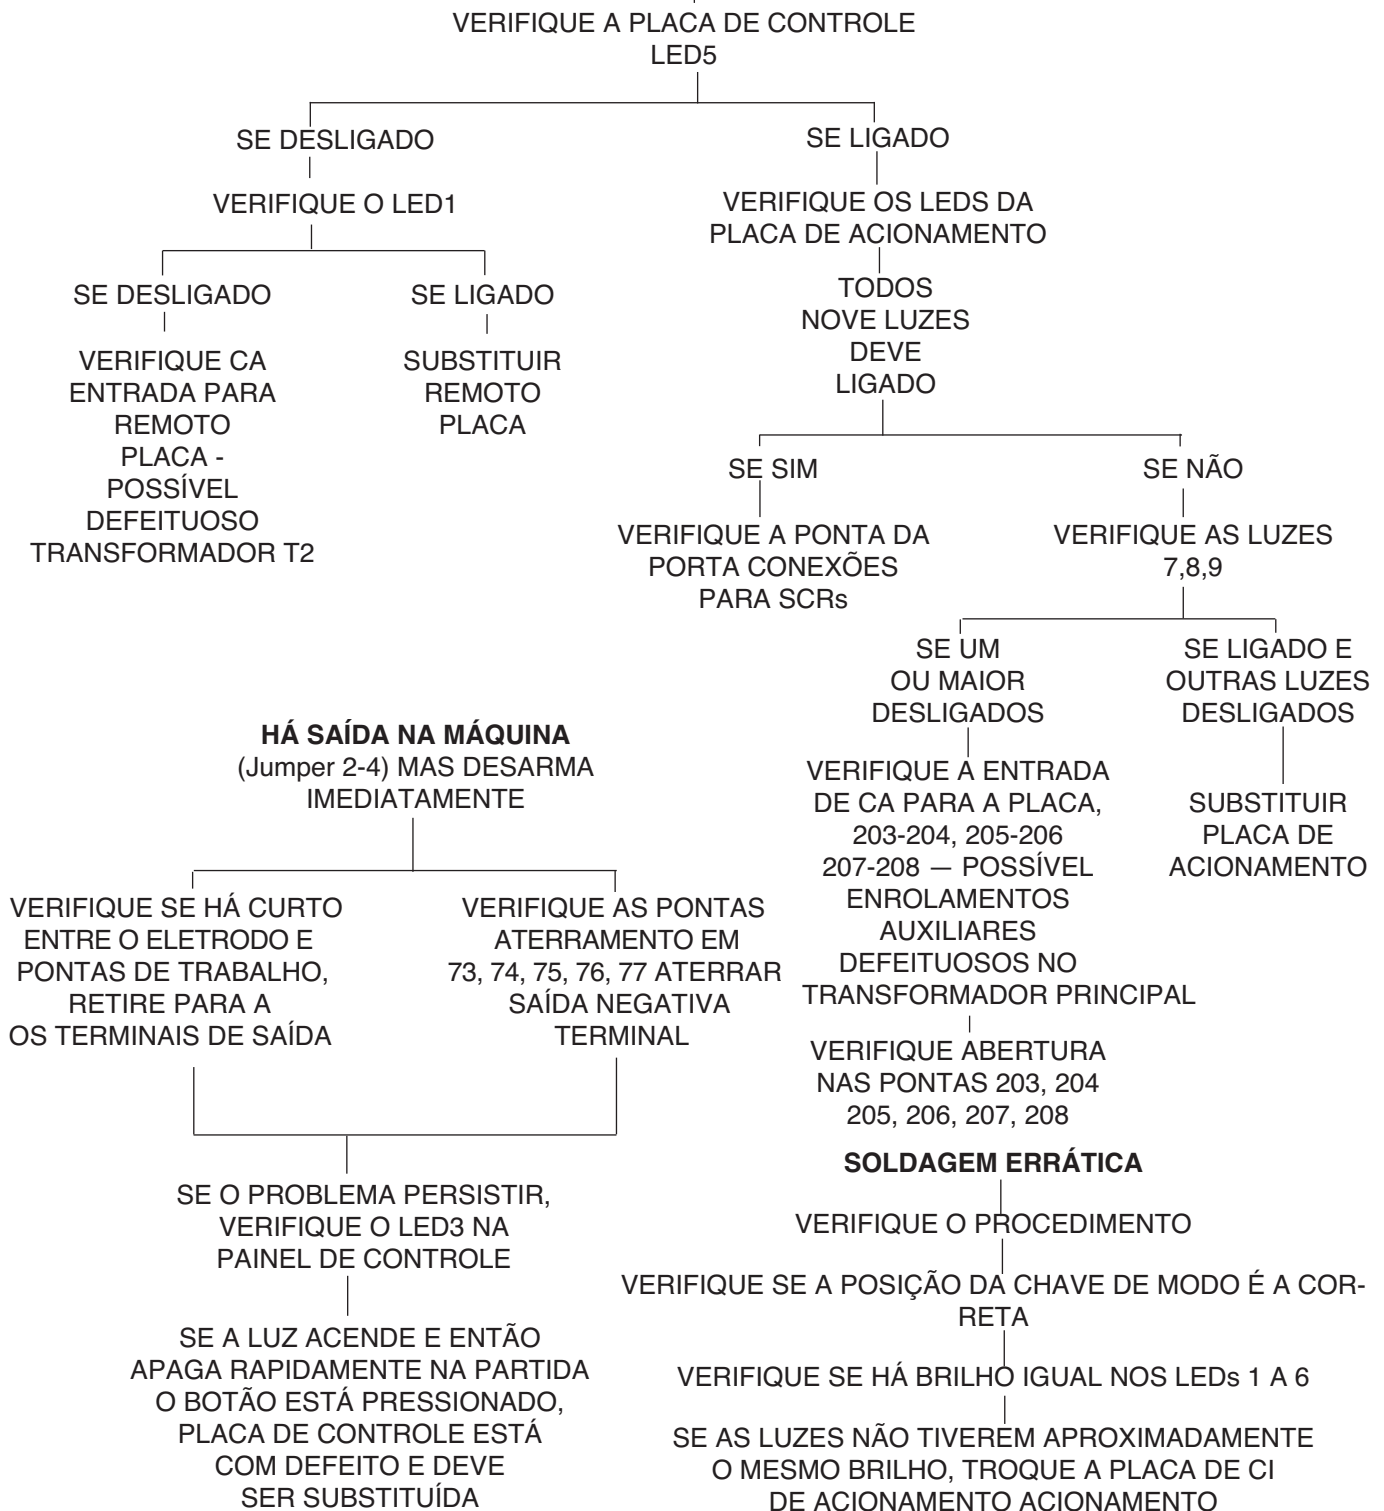 VERIFIQUE A PLACA DE CONTROLE
LED5
SE DESLIGADO
VERIFIQUE O LED1
SE DESLIGADO
VERIFIQUE CA
ENTRADA PARA
REMOTO
PLACA -
POSSÍVEL
DEFEITUOSO
TRANSFORMADOR T2
SE LIGADO
SUBSTITUIR
REMOTO
PLACA
SE LIGADO
VERIFIQUE OS LEDS DA
PLACA DE ACIONAMENTO
TODOS
NOVE LUZES
DEVE
LIGADO
SE SIM
VERIFIQUE A PONTA DA
PORTA CONEXÕES
PARA SCRs
SE NÃO
VERIFIQUE AS LUZES
7,8,9
SE UM
OU MAIOR
DESLIGADOS
VERIFIQUE A ENTRADA
DE CA PARA A PLACA,
203-204, 205-206
207-208 — POSSÍVEL
ENROLAMENTOS
AUXILIARES
DEFEITUOSOS NO
TRANSFORMADOR PRINCIPAL
VERIFIQUE ABERTURA
NAS PONTAS 203, 204
205, 206, 207, 208
SE LIGADO E
OUTRAS LUZES
DESLIGADOS
SUBSTITUIR
PLACA DE
ACIONAMENTO
HÁ SAÍDA NA MÁQUINA
(Jumper 2-4) MAS DESARMA
IMEDIATAMENTE
VERIFIQUE SE HÁ CURTO
ENTRE O ELETRODO E
PONTAS DE TRABALHO,
RETIRE PARA A
OS TERMINAIS DE SAÍDA
VERIFIQUE AS PONTAS
ATERRAMENTO EM
73, 74, 75, 76, 77 ATERRAR
SAÍDA NEGATIVA
TERMINAL
SE O PROBLEMA PERSISTIR,
VERIFIQUE O LED3 NA
PAINEL DE CONTROLE
SE A LUZ ACENDE E ENTÃO
APAGA RAPIDAMENTE NA PARTIDA
O BOTÃO ESTÁ PRESSIONADO,
PLACA DE CONTROLE ESTÁ
COM DEFEITO E DEVE
SER SUBSTITUÍDA
SOLDAGEM ERRÁTICA
VERIFIQUE O PROCEDIMENTO
VERIFIQUE SE A POSIÇÃO DA CHAVE DE MODO É A COR-
RETA
VERIFIQUE SE HÁ BRILHO IGUAL NOS LEDs 1 A 6
SE AS LUZES NÃO TIVEREM APROXIMADAMENTE
O MESMO BRILHO, TROQUE A PLACA DE CI
DE ACIONAMENTO ACIONAMENTO